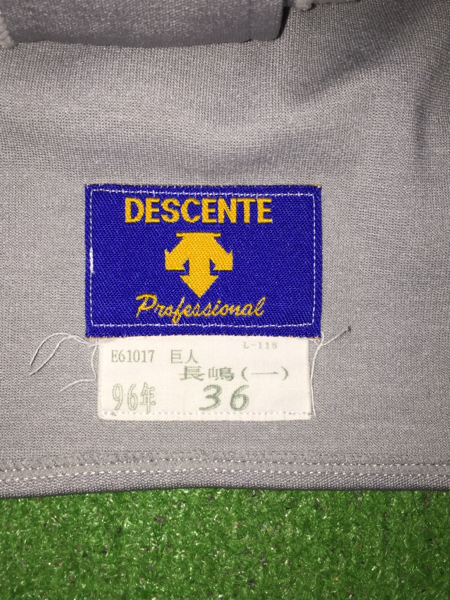 DESCENTE
Professional
L-118
E61017 巨人
長嶋(一)
96年 36